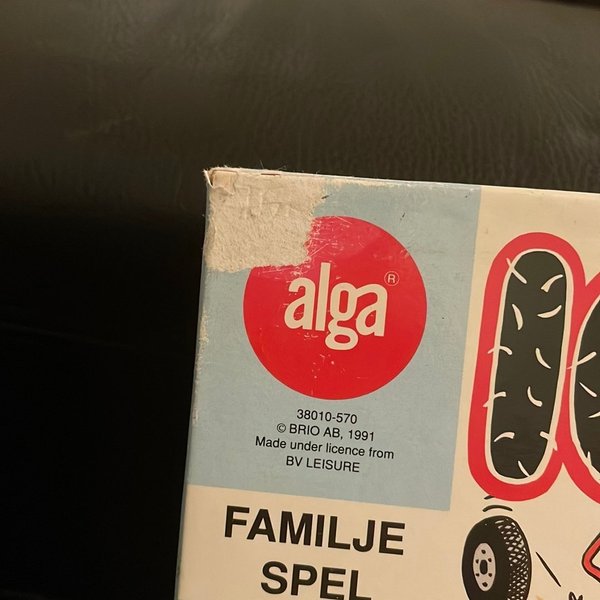 alga®
38010-570
© BRIO AB, 1991
Made under licence from
BV LEISURE
FAMILJE
SPEL